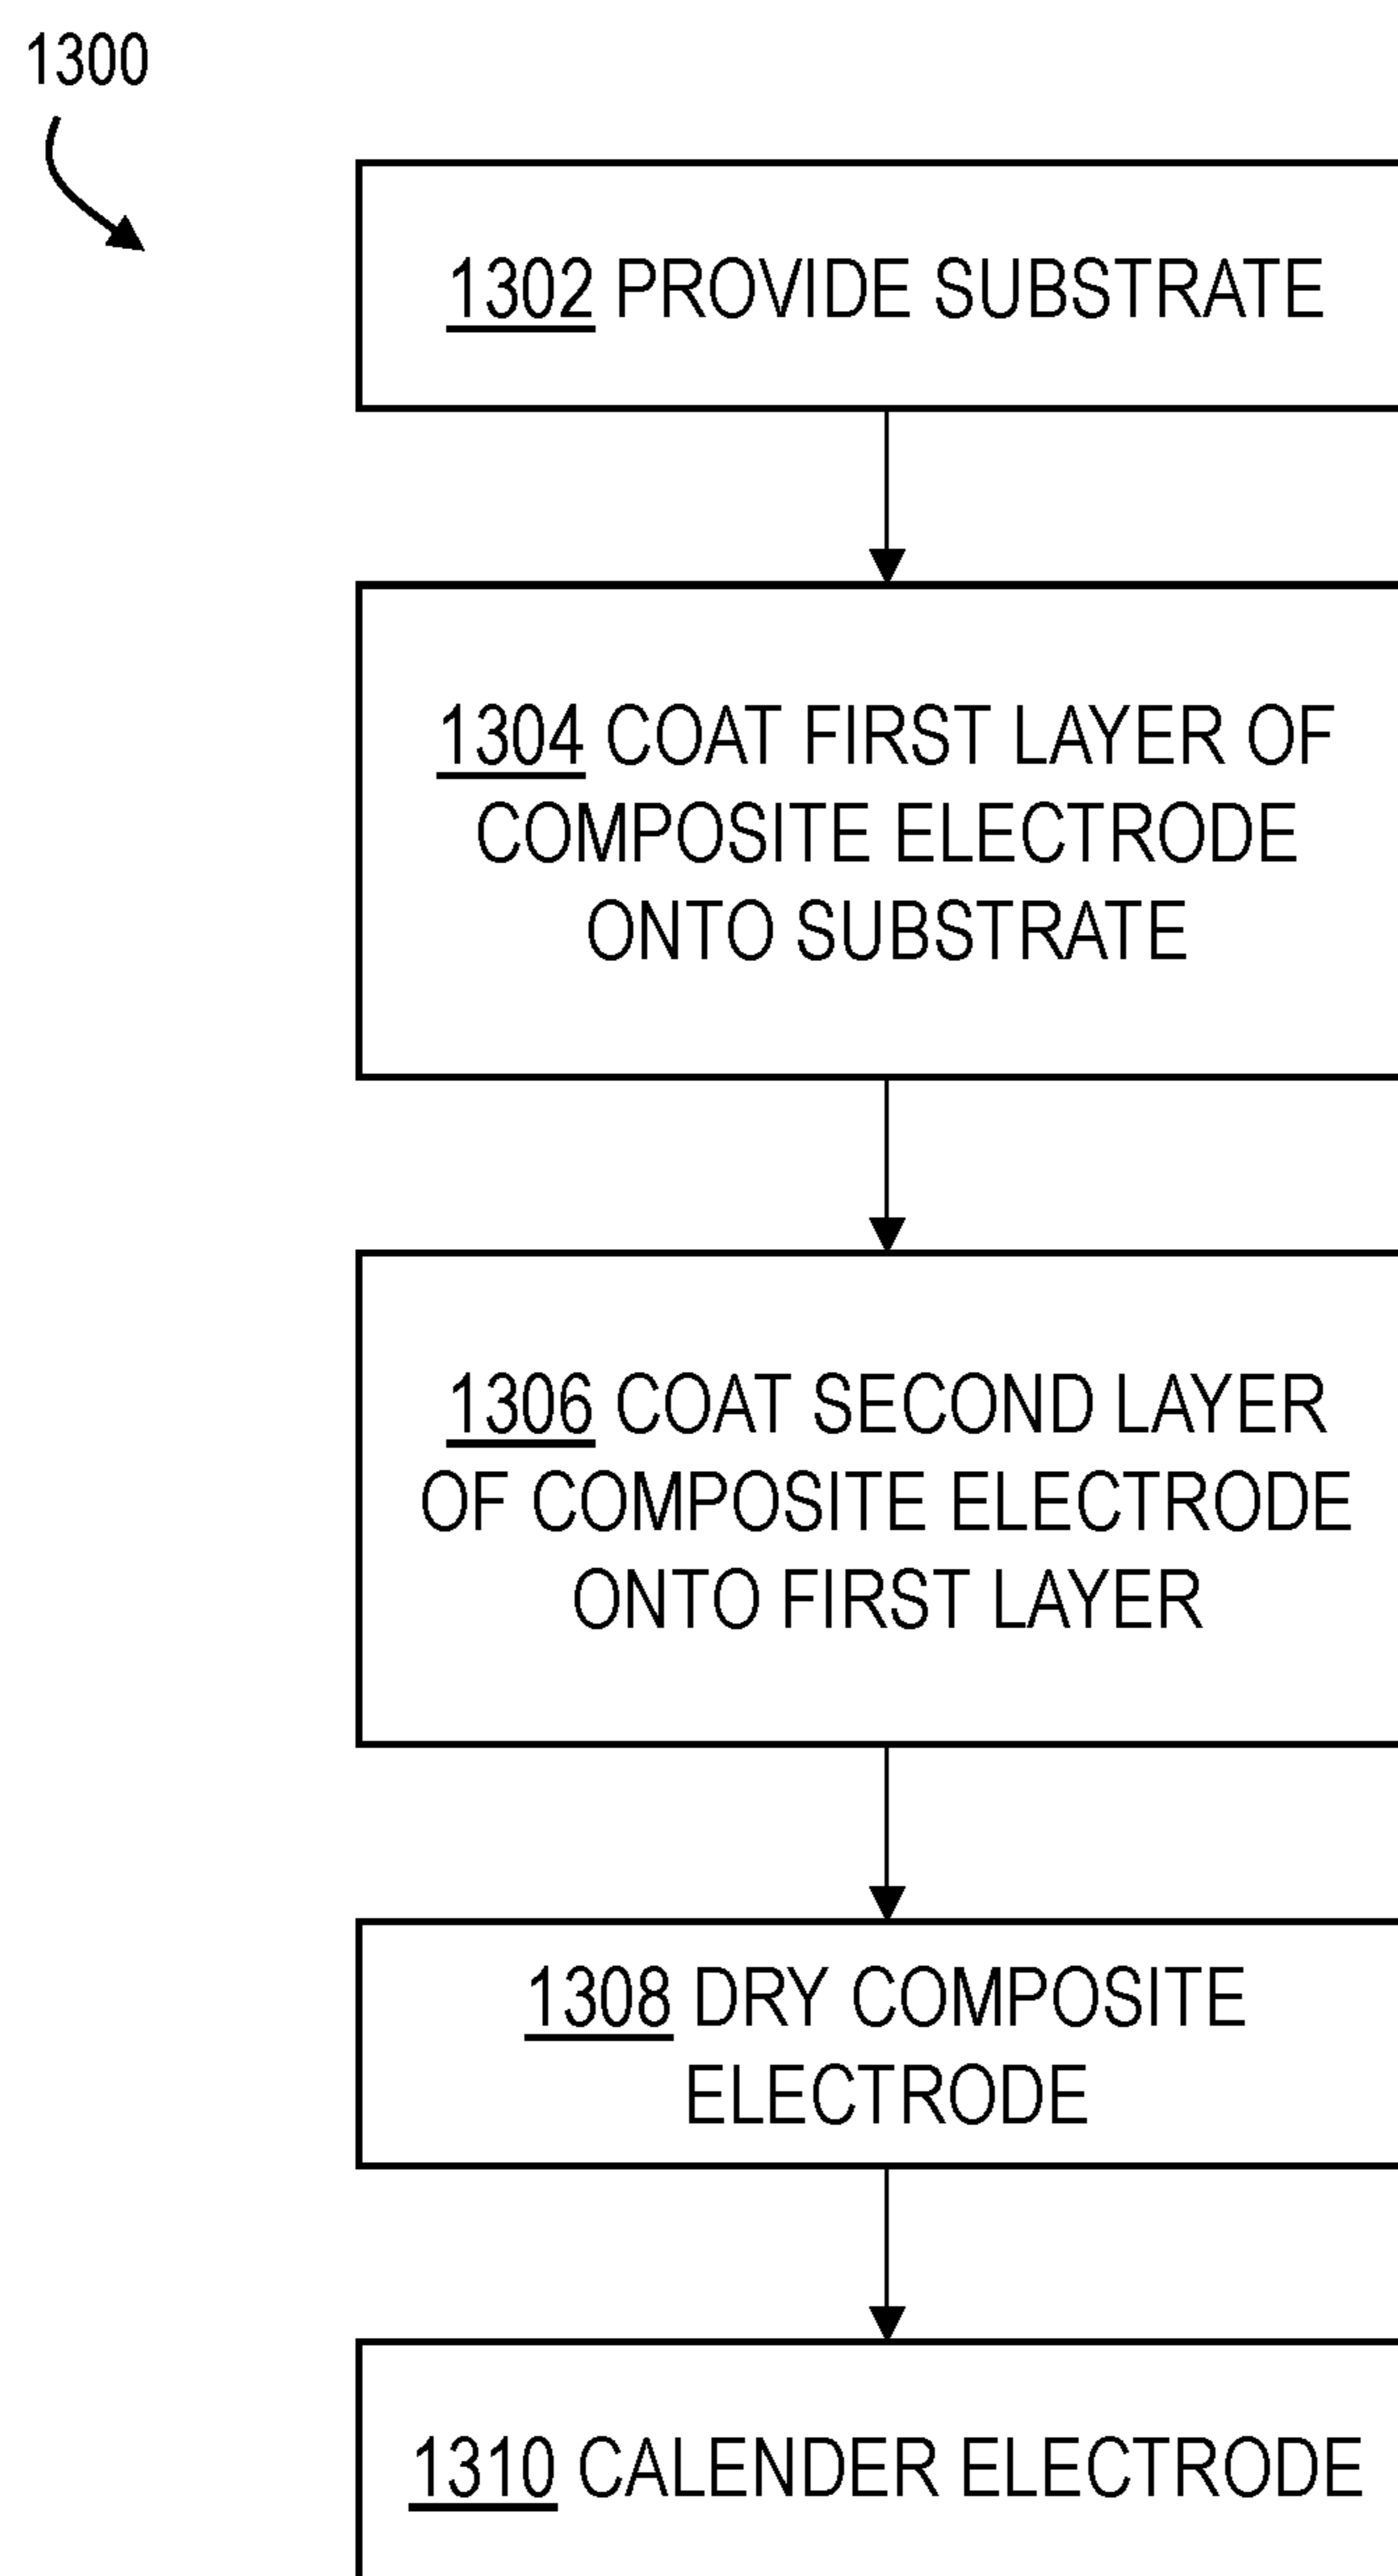 1300
1302 PROVIDE SUBSTRATE
1304 COAT FIRST LAYER OF
COMPOSITE ELECTRODE
ONTO SUBSTRATE
1306 COAT SECOND LAYER
OF COMPOSITE ELECTRODE
ONTO FIRST LAYER
1308 DRY COMPOSITE
ELECTRODE
1310 CALENDER ELECTRODE